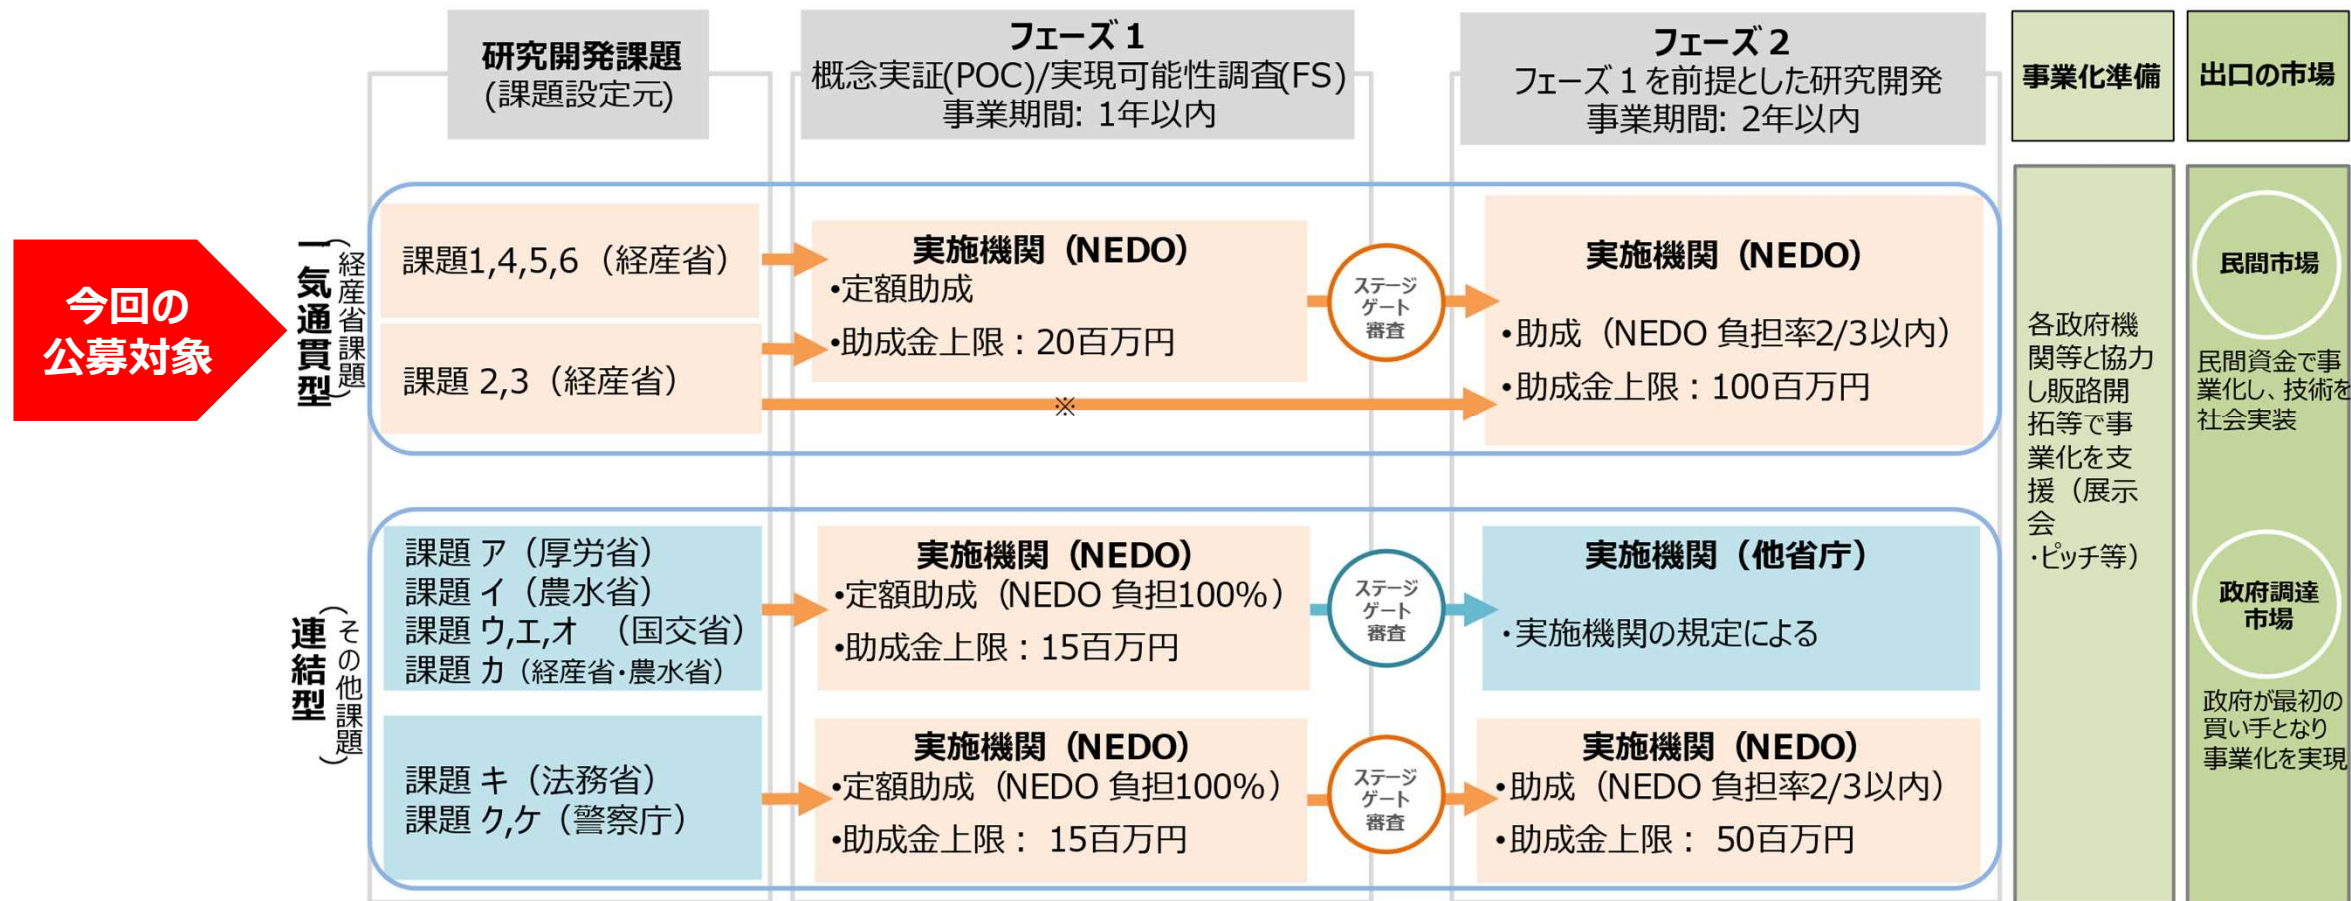 研究開発課題
(課題設定元)
フェーズ 1
概念実証(POC)/実現可能性調査(FS)
事業期間: 1年以内
フェーズ 2
フェーズ 1 を前提とした研究開発
事業期間: 2年以内
事業化準備
出口の市場
今回の
公募対象
一気通貫型
(経産省課題)
課題1,4,5,6（経産省）
課題 2,3（経産省）
実施機関（NEDO）
•定額助成
•助成金上限：20百万円
※
ステージ
ゲート
審査
実施機関（NEDO）
•助成（NEDO 負担率2/3以内）
•助成金上限：100百万円
連結型
(その他課題)
課題 ア（厚労省）
課題 イ（農水省）
課題 ウ,エ,オ （国交省）
課題 カ（経産省・農水省）
実施機関（NEDO）
•定額助成（NEDO 負担100%）
•助成金上限：15百万円
ステージ
ゲート
審査
実施機関（他省庁）
・実施機関の規定による
課題 キ（法務省）
課題 ク,ケ（警察庁）
実施機関（NEDO）
•定額助成（NEDO 負担100%）
•助成金上限： 15百万円
ステージ
ゲート
審査
実施機関（NEDO）
•助成（NEDO 負担率2/3以内）
•助成金上限： 50百万円
各政府機
関等と協力
し販路開
拓等で事
業化を支
援（展示
会
・ピッチ等）
民間市場
民間資金で事
業化し、技術を
社会実装
政府調達
市場
政府が最初の
買い手となり
事業化を実現